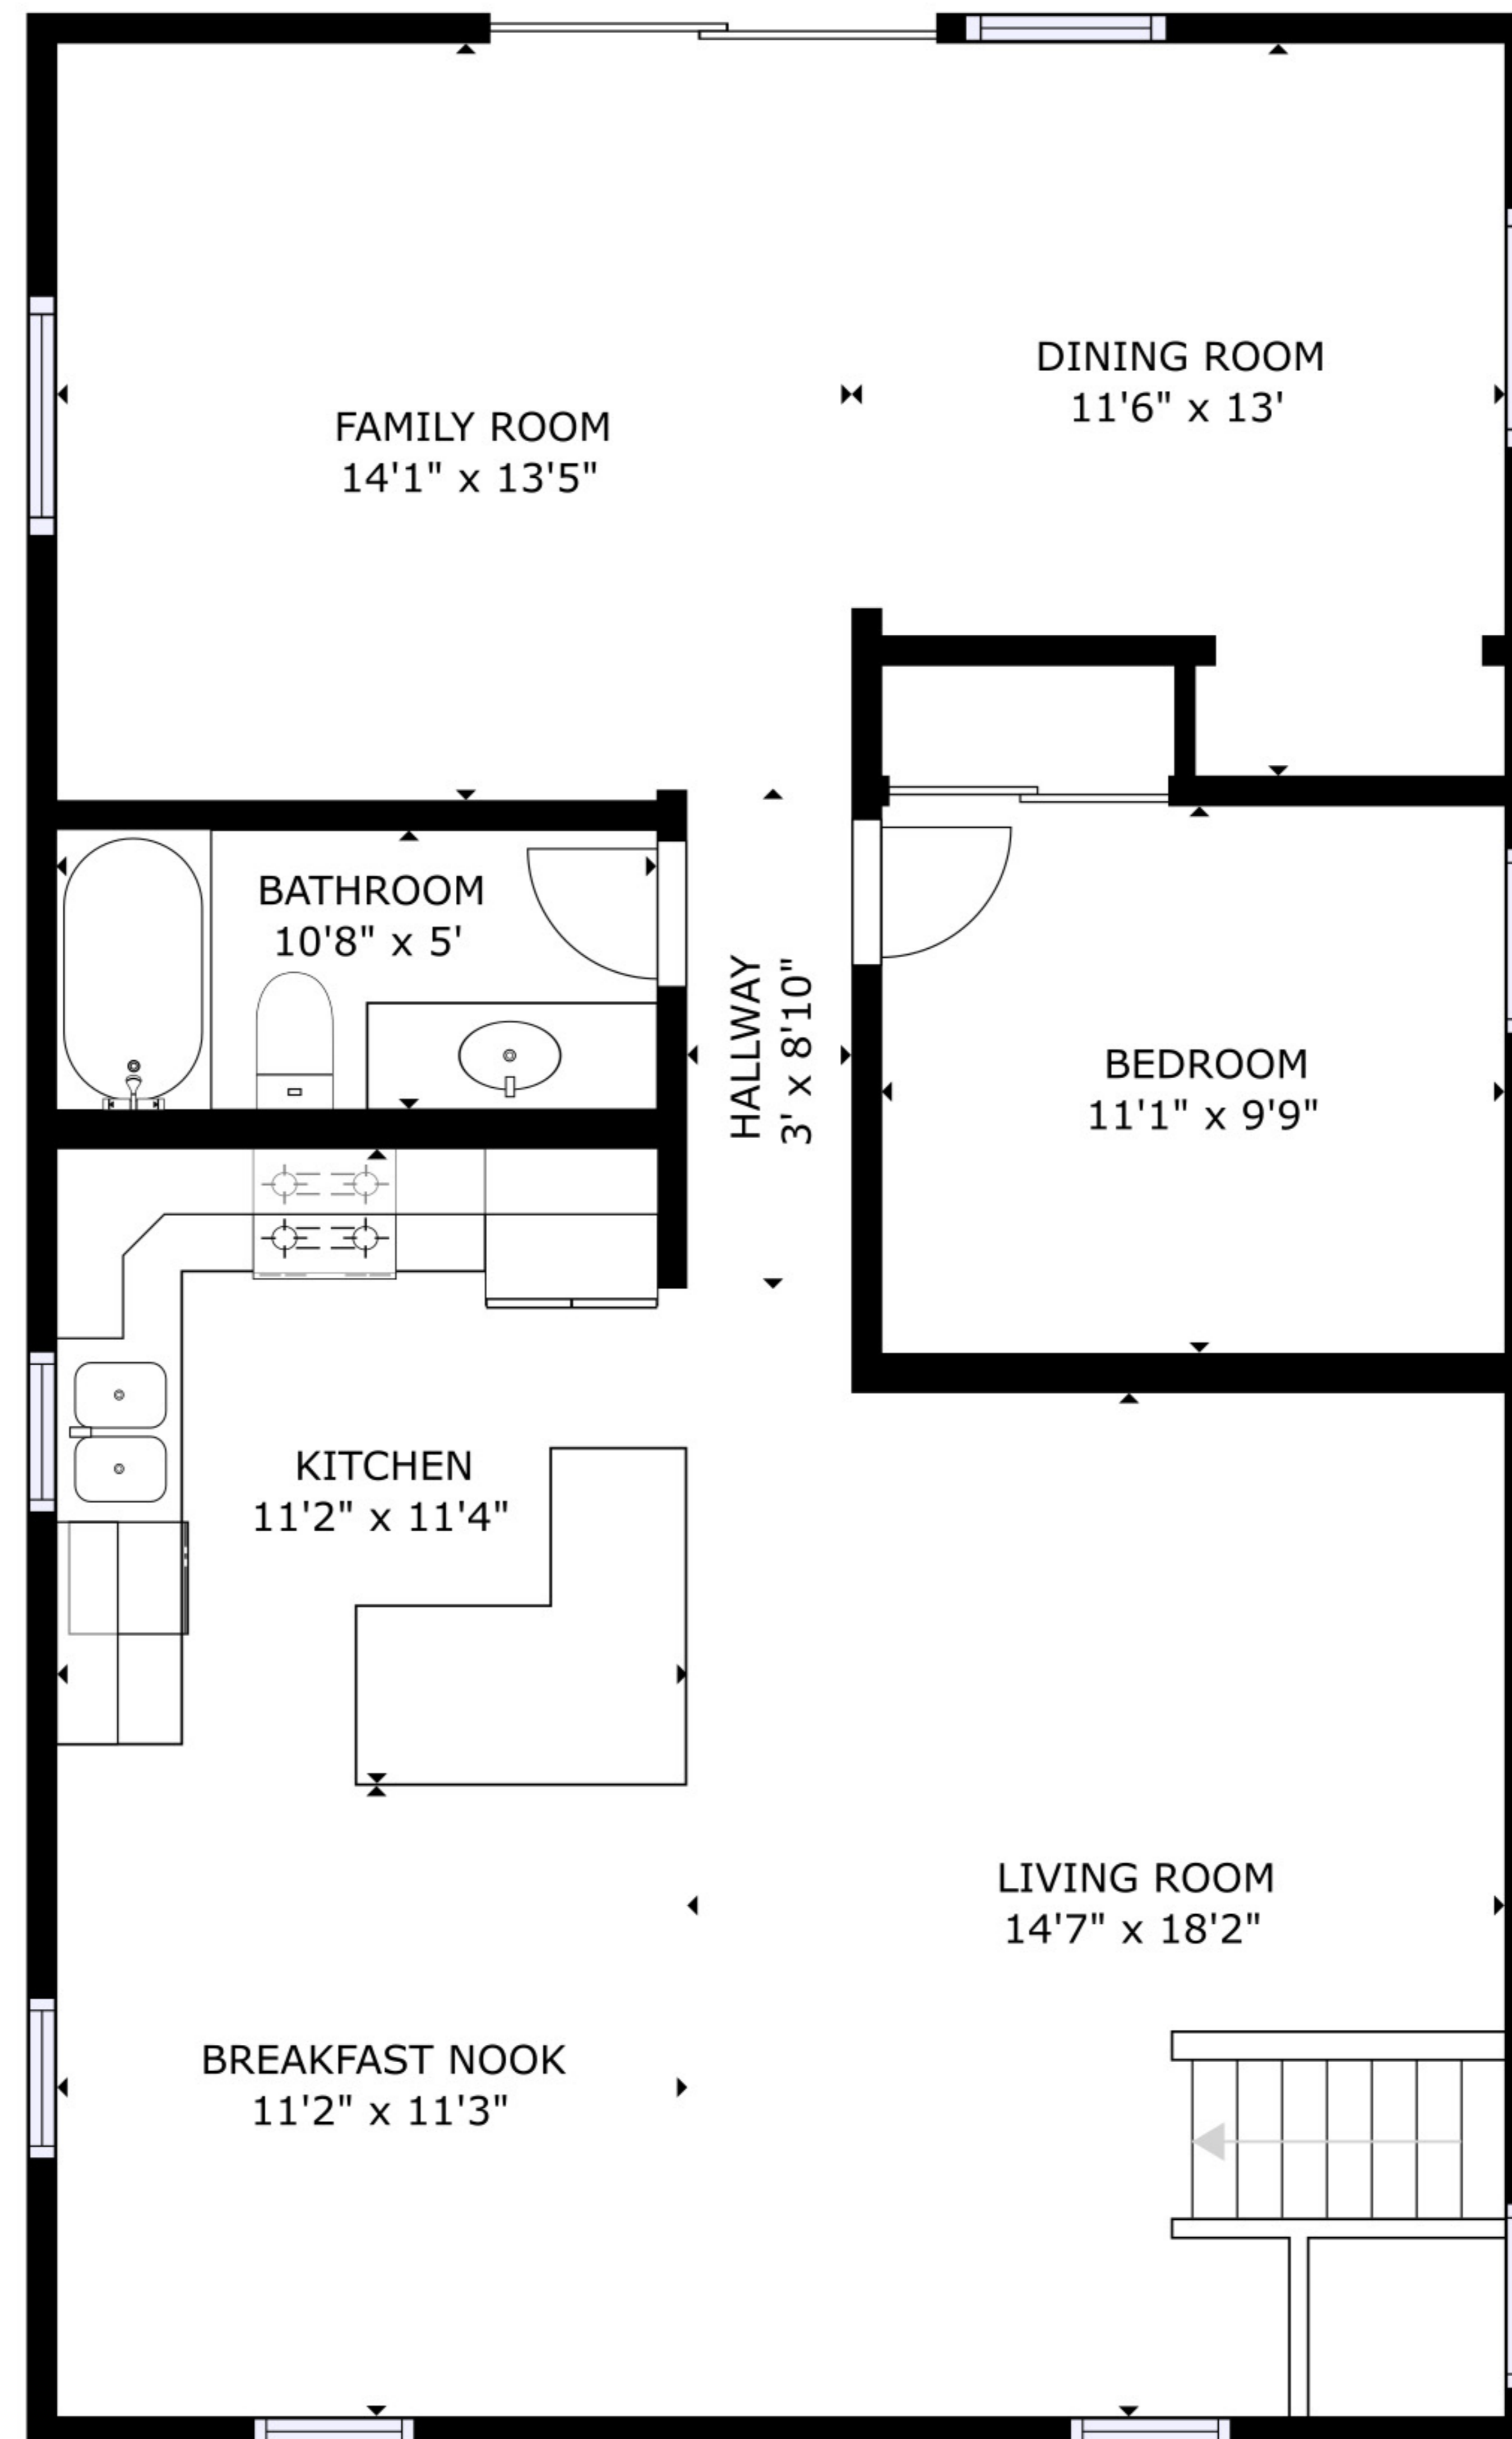 DINING ROOM
11'6" x 13'
FAMILY ROOM
14'1" x 13'5"
BATHROOM
10'8" x 5'
HALLWAY
3' x 8'10"
BEDROOM
11'1" x 9'9"
KITCHEN
11'2" x 11'4"
LIVING ROOM
14'7" x 18'2"
BREAKFAST NOOK
11'2" x 11'3"